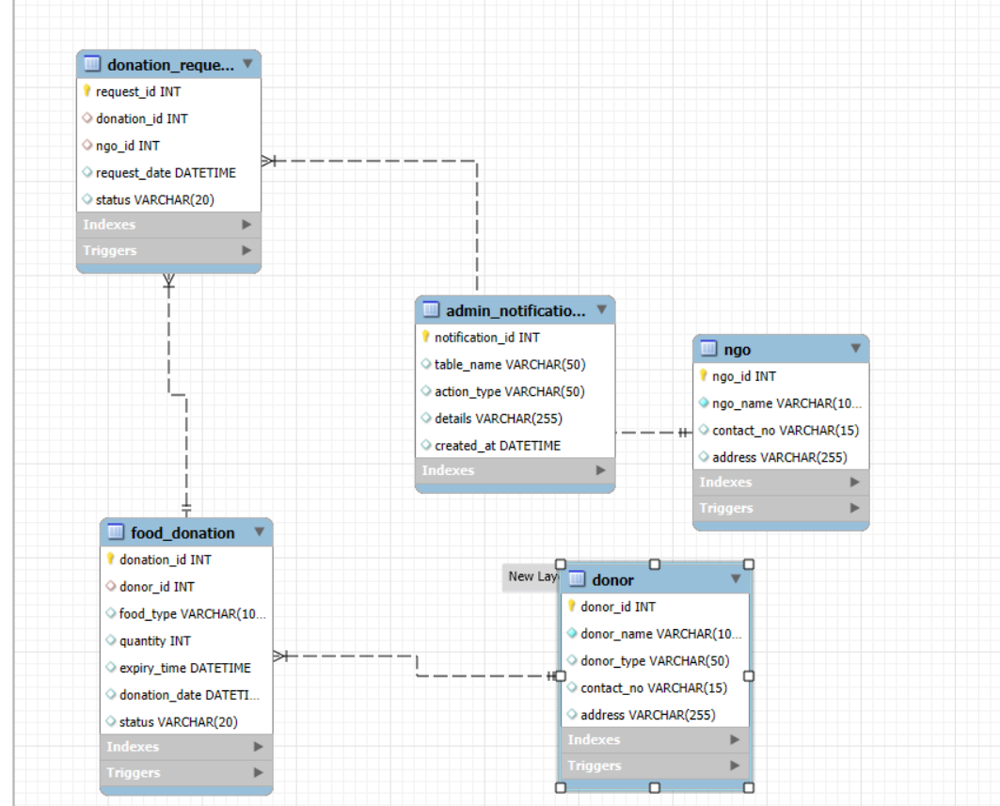 donation_reque...
request_id INT
donation_id INT
ngo_id INT
request_date DATETIME
status VARCHAR(20)
Indexes
Triggers
admin_notificatio...
notification_id INT
table_name VARCHAR(50)
action_type VARCHAR(50)
details VARCHAR(255)
created_at DATETIME
Indexes
ngo
ngo_id INT
ngo_name VARCHAR(10...
contact_no VARCHAR(15)
address VARCHAR(255)
Indexes
Triggers
food_donation
donation_id INT
donor_id INT
food_type VARCHAR(10...
quantity INT
expiry_time DATETIME
donation_date DATETI...
status VARCHAR(20)
Indexes
Triggers
New Lay
donor
donor_id INT
donor_name VARCHAR(10...
donor_type VARCHAR(50)
contact_no VARCHAR(15)
address VARCHAR(255)
Indexes
Triggers